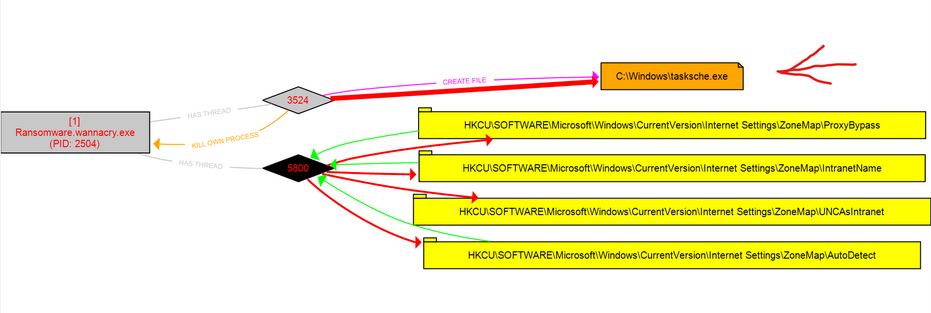 CREATE FILE
C:\Windows\tasksche.exe
3524
HAS THREAD
[1]
Ransomware.wannacry.exe
(PID: 2504)
KILL OWN PROCESS
HAS THREAD
5800
HKCU\SOFTWARE\Microsoft\Windows\CurrentVersion\Internet Settings\ZoneMap\ProxyBypass
HKCU\SOFTWARE\Microsoft\Windows\CurrentVersion\Internet Settings\ZoneMap\IntranetName
HKCU\SOFTWARE\Microsoft\Windows\CurrentVersion\Internet Settings\ZoneMap\UNCAsIntranet
HKCU\SOFTWARE\Microsoft\Windows\CurrentVersion\Internet Settings\ZoneMap\AutoDetect